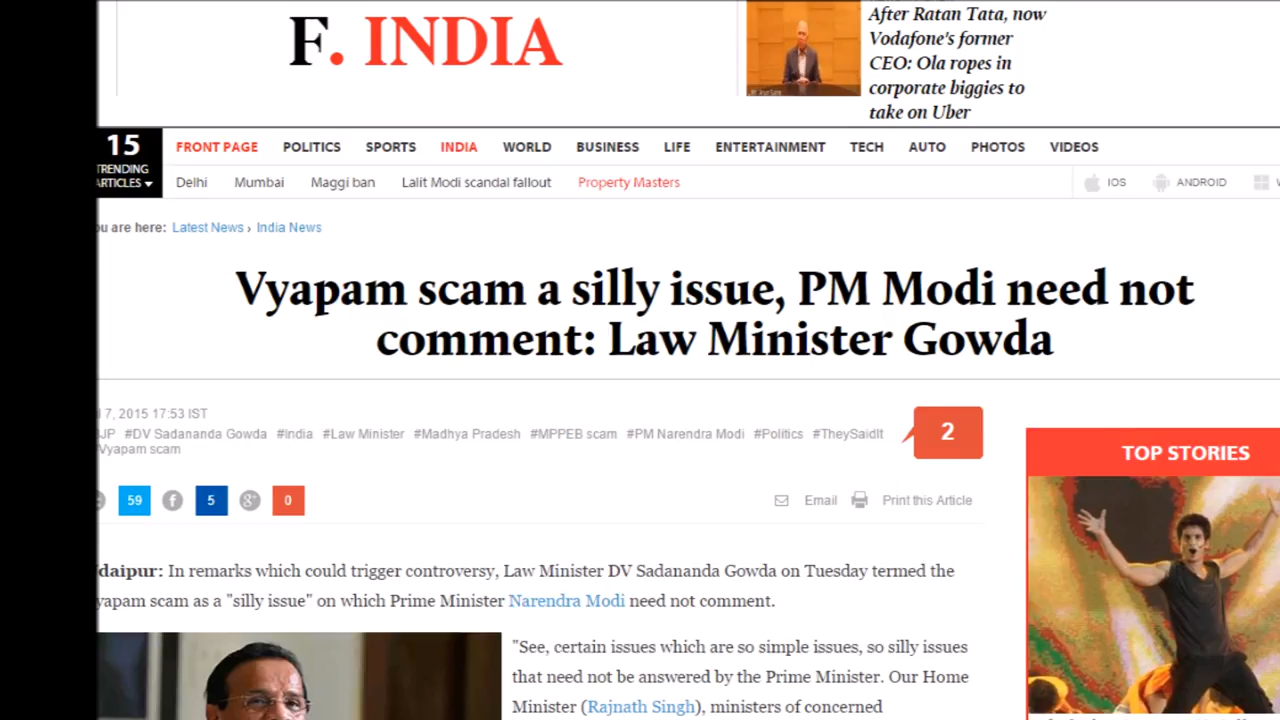 F. INDIA
After Ratan Tata, now
Vodafone's former
CEO: Ola ropes in
corporate biggies to
take on Uber
15
TRENDING
ARTICLES
FRONT PAGE POLITICS SPORTS INDIA WORLD BUSINESS LIFE ENTERTAINMENT TECH AUTO PHOTOS VIDEOS
Delhi Mumbai Maggi ban Lalit Modi scandal fallout Property Masters IOS ANDROID
ou are here: Latest News › India News
Vyapam scam a silly issue, PM Modi need not
comment: Law Minister Gowda
7, 2015 17:53 IST
JP #DV Sadananda Gowda #India #Law Minister #Madhya Pradesh #MPPEB scam #PM Narendra Modi #Politics #TheySaidIt
Vyapam scam
2
59 5 0
Email Print this Article
TOP STORIES
daipur: In remarks which could trigger controversy, Law Minister DV Sadananda Gowda on Tuesday termed the
yapam scam as a "silly issue" on which Prime Minister Narendra Modi need not comment.
"See, certain issues which are so simple issues, so silly issues
that need not be answered by the Prime Minister. Our Home
Minister (Rajnath Singh), ministers of concerned